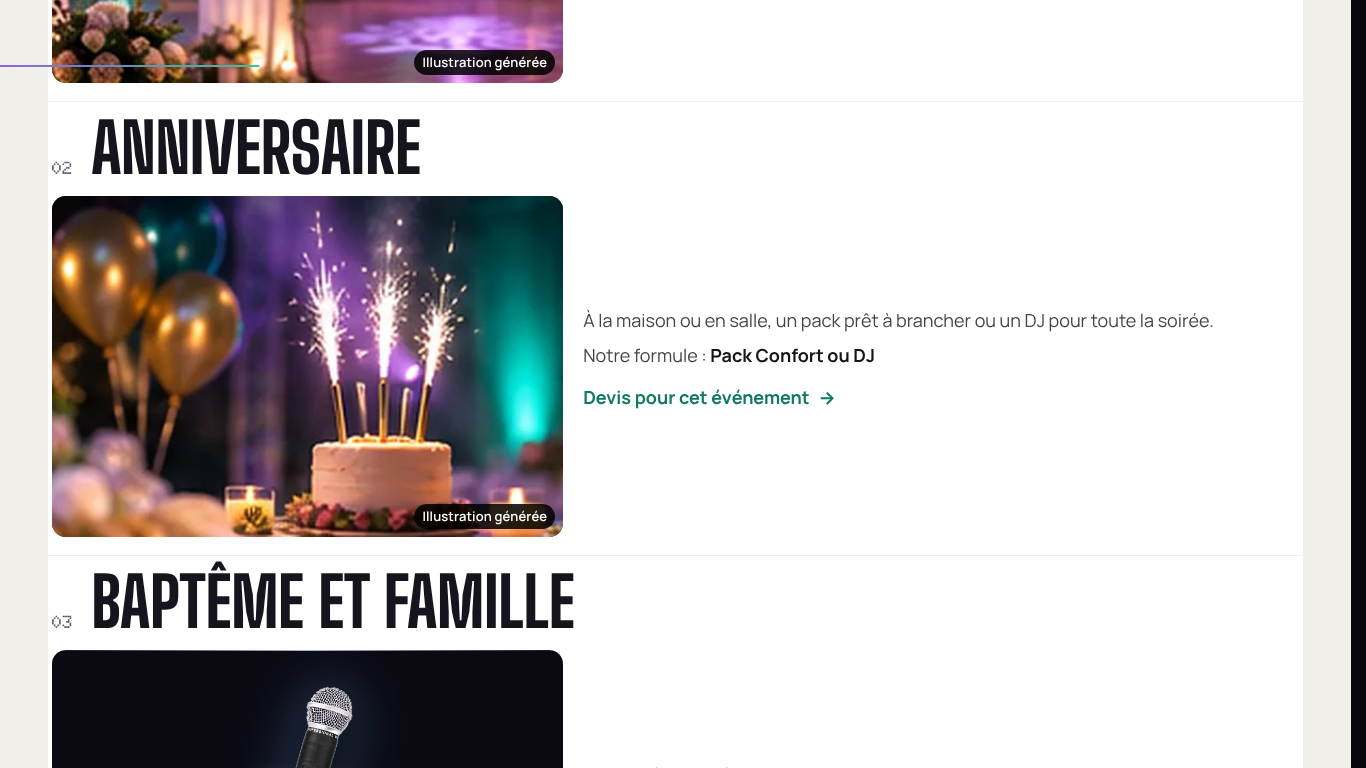 Illustration générée
02 ANNIVERSAIRE
À la maison ou en salle, un pack prêt à brancher ou un DJ pour toute la soirée.
Notre formule : Pack Confort ou DJ
Devis pour cet événement →
Illustration générée
03 BAPTÊME ET FAMILLE